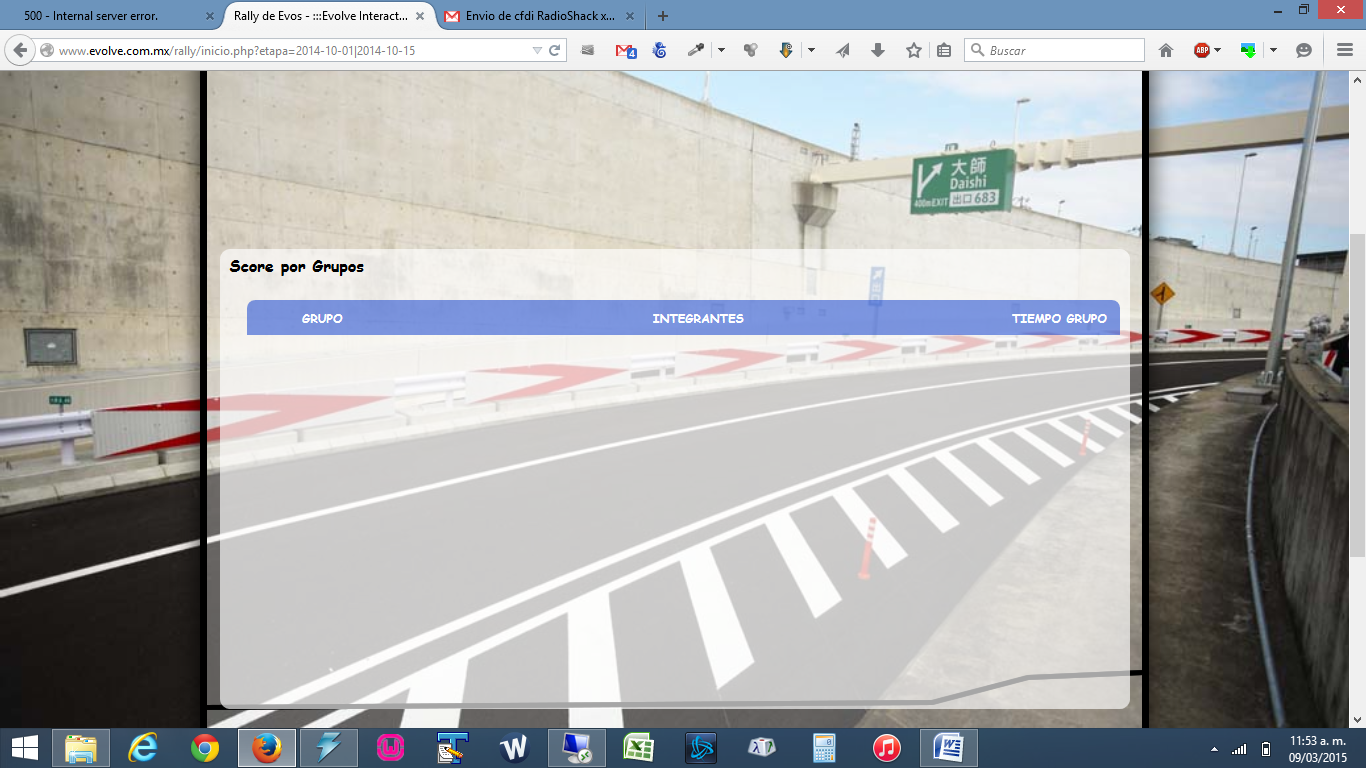 500 - Internal server error.
Rally de Evos - :::Evolve Interact...
Envio de cfdi RadioShack x...
www.evolve.com.mx/rally/inicio.php?etapa=2014-10-01|2014-10-15
4
Buscar
ABP
大師
Daishi
400m EXIT 出口 683
Score por Grupos
GRUPO INTEGRANTES TIEMPO GRUPO
11:53 a. m.
09/03/2015